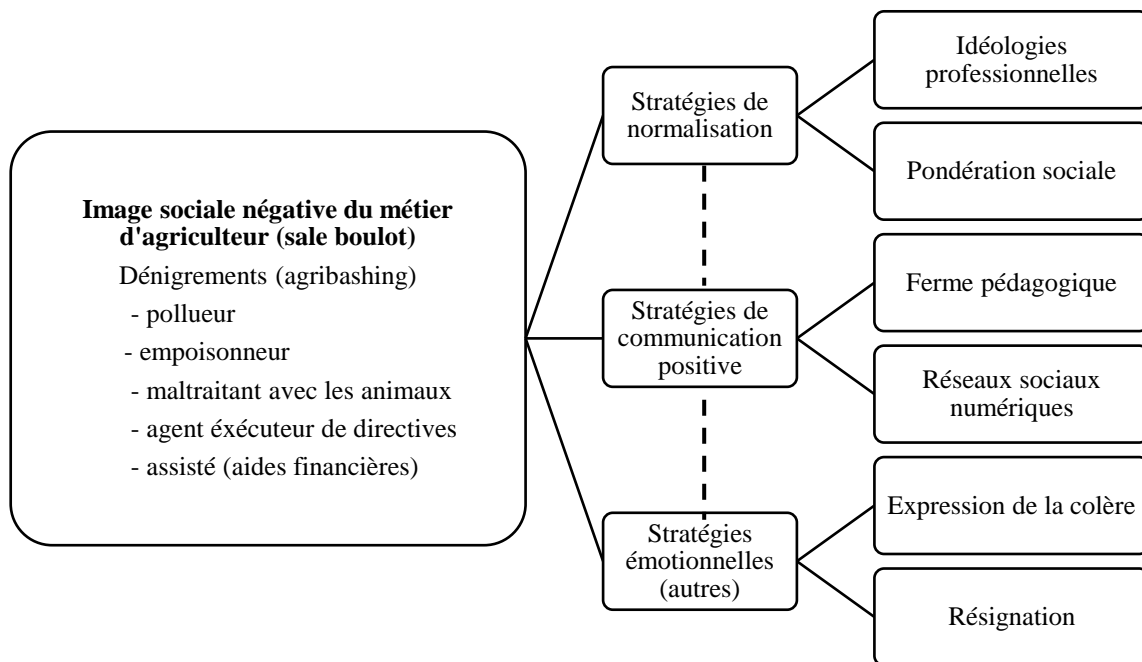 Image sociale négative du métier
d'agriculteur (sale boulot)
Dénigrements (agribashing)
- pollueur
- empoisonneur
- maltraitant avec les animaux
- agent éxécuteur de directives
- assisté (aides financières)
Stratégies de
normalisation
Idéologies
professionnelles
Pondération sociale
Stratégies de
communication
positive
Ferme pédagogique
Réseaux sociaux
numériques
Stratégies
émotionnelles
(autres)
Expression de la colère
Résignation